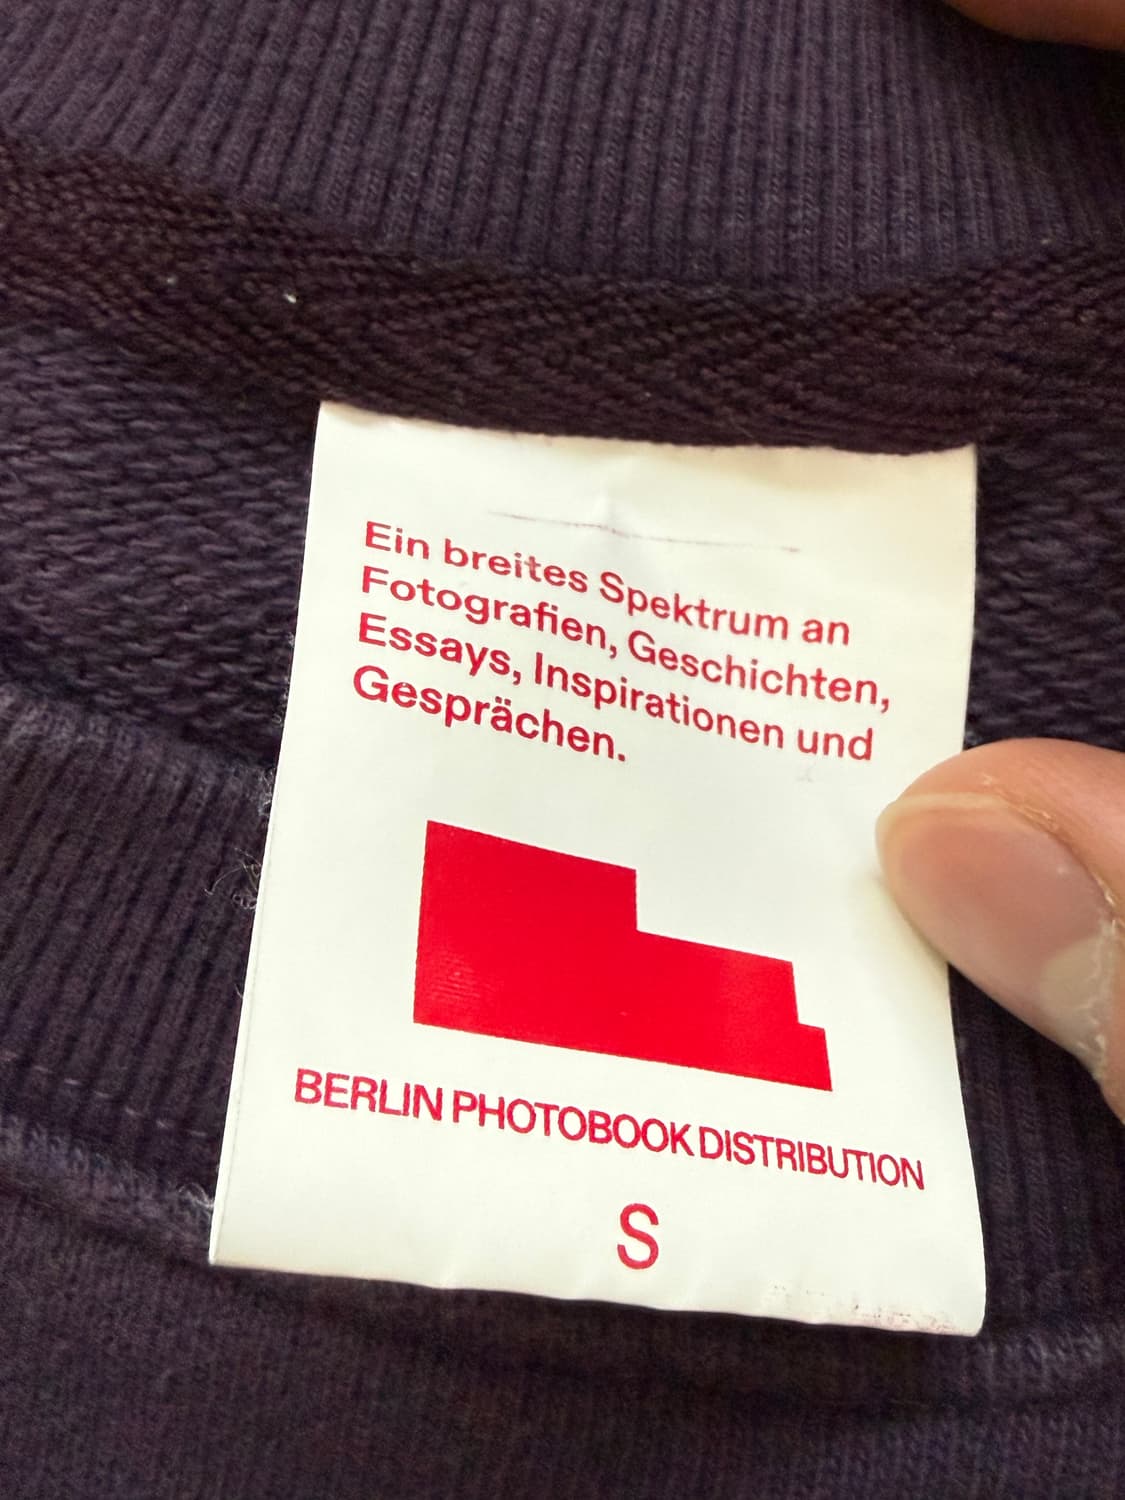 Ein breites Spektrum an
Fotografien, Geschichten,
Essays, Inspirationen und
Gesprächen.
BERLIN PHOTOBOOK DISTRIBUTION
S